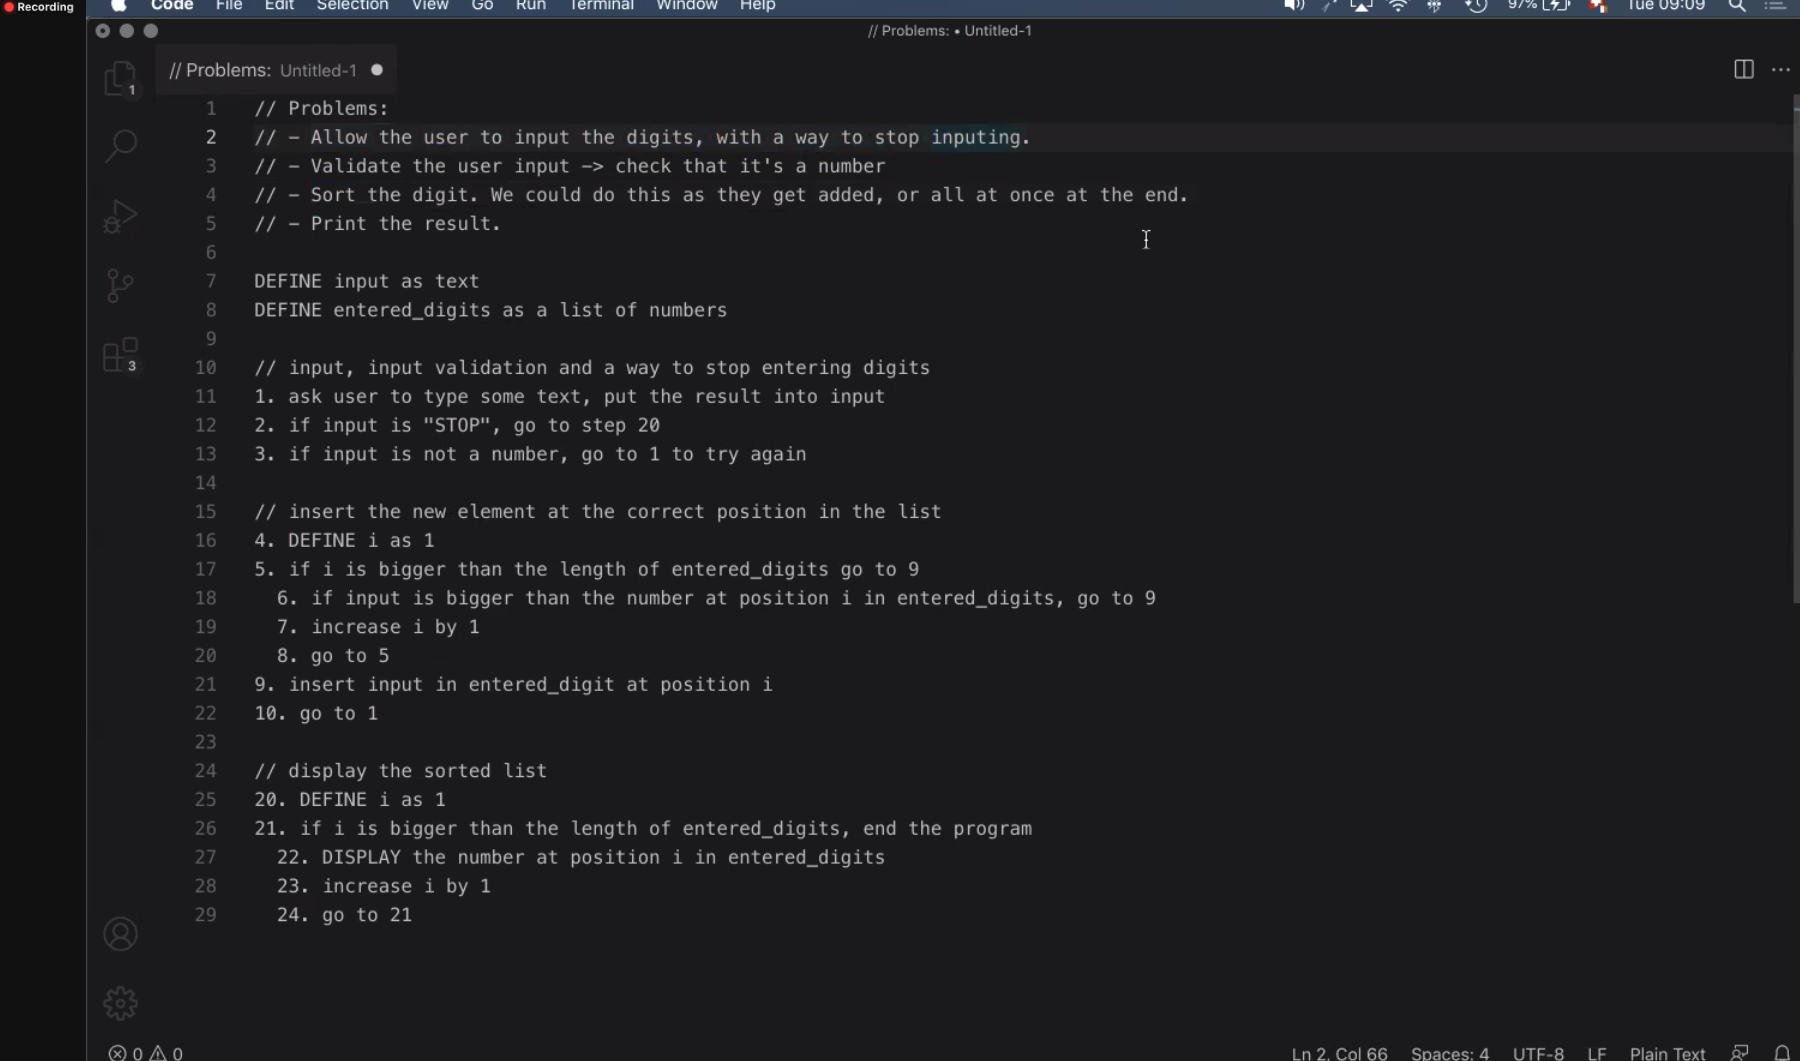 Recording
Code File Edit Selection View Go Run Terminal Window Help 97% Tue 09:09
// Problems: • Untitled-1
// Problems: Untitled-1
1 // Problems:
2 // - Allow the user to input the digits, with a way to stop inputing.
3 // - Validate the user input -> check that it's a number
4 // - Sort the digit. We could do this as they get added, or all at once at the end.
5 // - Print the result.
6
7 DEFINE input as text
8 DEFINE entered_digits as a list of numbers
9
10 // input, input validation and a way to stop entering digits
11 1. ask user to type some text, put the result into input
12 2. if input is "STOP", go to step 20
13 3. if input is not a number, go to 1 to try again
14
15 // insert the new element at the correct position in the list
16 4. DEFINE i as 1
17 5. if i is bigger than the length of entered_digits go to 9
18 6. if input is bigger than the number at position i in entered_digits, go to 9
19 7. increase i by 1
20 8. go to 5
21 9. insert input in entered_digit at position i
22 10. go to 1
23
24 // display the sorted list
25 20. DEFINE i as 1
26 21. if i is bigger than the length of entered_digits, end the program
27 22. DISPLAY the number at position i in entered_digits
28 23. increase i by 1
29 24. go to 21
1
3
0 0 Ln 2, Col 66 Spaces: 4 UTF-8 LF Plain Text